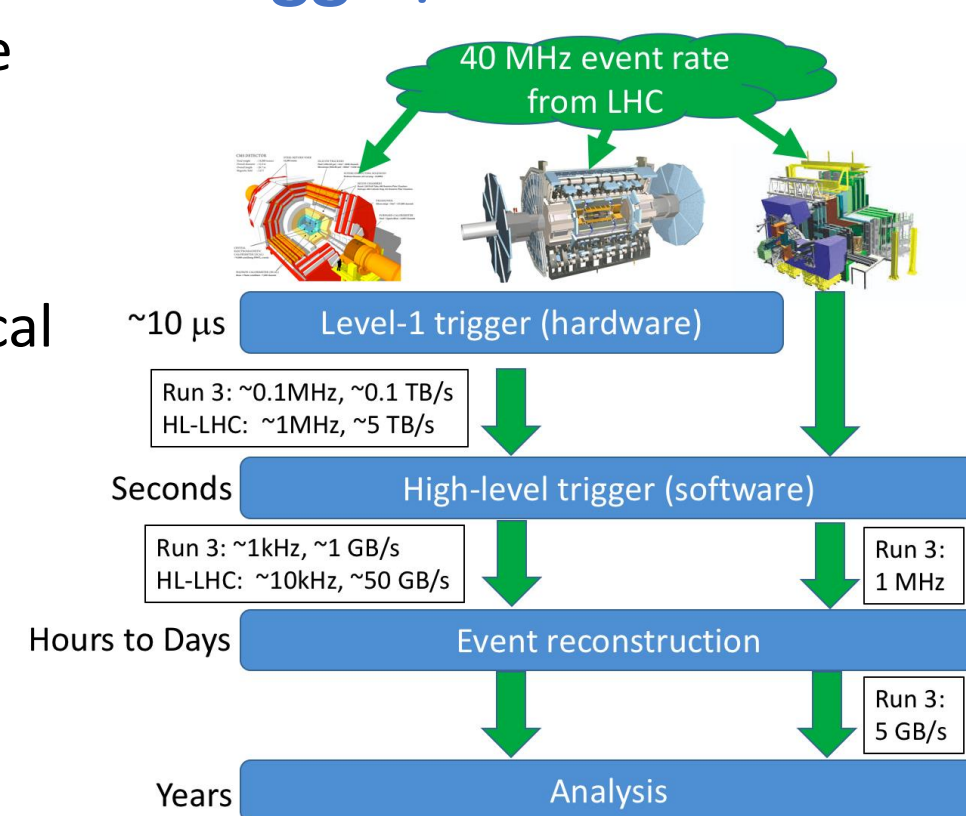 e
40 MHz event rate
from LHC
CMS DETECTOR
cal
~10 μs
Level-1 trigger (hardware)
Run 3: ~0.1MHz, ~0.1 TB/s
HL-LHC:  ~1MHz, ~5 TB/s
Seconds
High-level trigger (software)
Run 3: ~1kHz, ~1 GB/s
HL-LHC:  ~10kHz, ~50 GB/s
Run 3:
1 MHz
Hours to Days
Event reconstruction
Run 3:
5 GB/s
Years
Analysis